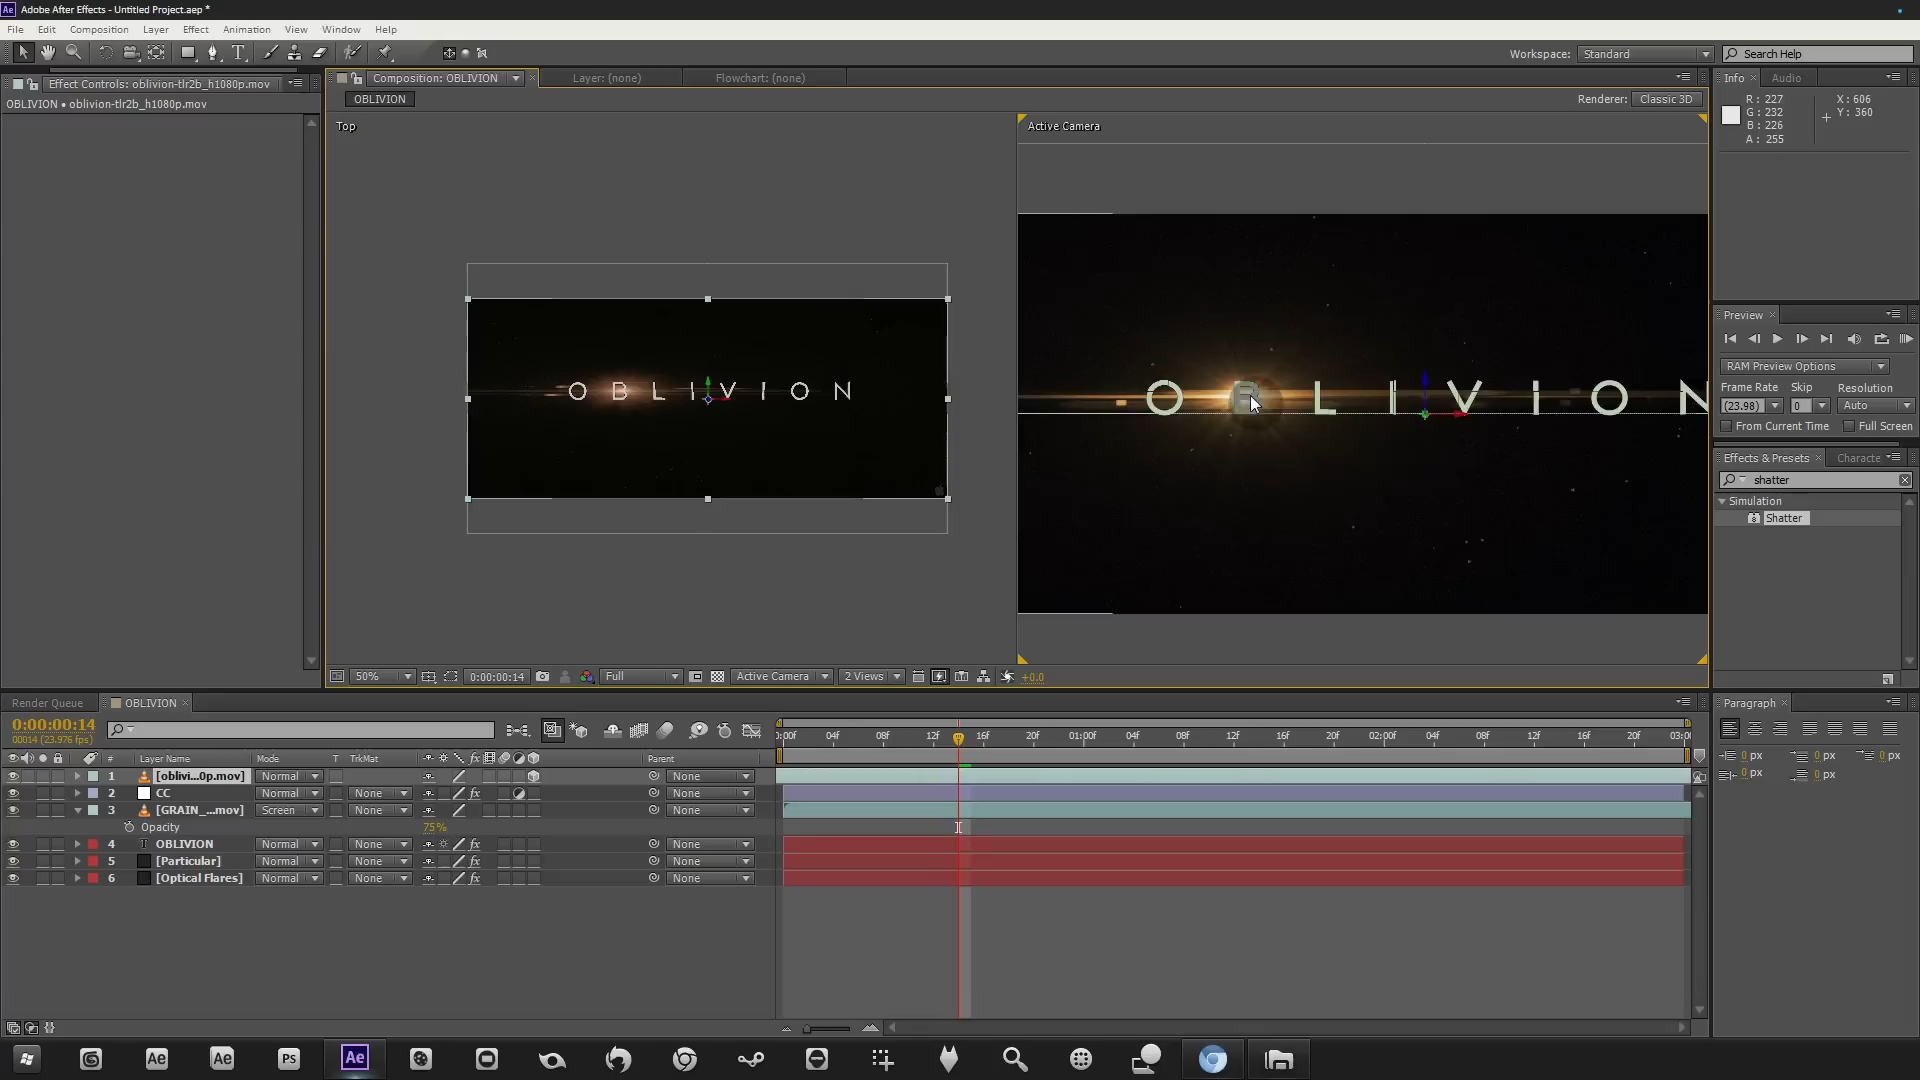 Adobe After Effects - Untitled Project.aep *
File Edit Composition Layer Effect Animation View Window Help
Workspace: Standard Search Help
Effect Controls: oblivion-tlr2b_h1080p.mov
OBLIVION • oblivion-tlr2b_h1080p.mov
Composition: OBLIVION Layer: (none) Flowchart: (none)
OBLIVION
Renderer: Classic 3D
Top
Active Camera
O B L I V I O N
O B L I V I O N
50% 0:00:00:14 Full Active Camera 2 Views +0.0
Info Audio
R: 227 X: 606
G: 232 Y: 360
B: 226
A: 255
Preview
RAM Preview Options
Frame Rate Skip Resolution
(23.98) 0 Auto
From Current Time Full Screen
Effects & Presets Characte
shatter
Simulation
Shatter
Render Queue OBLIVION
0:00:00:14
00014 (23.976 fps)
# Layer Name Mode T TrkMat Parent
0:00f 04f 08f 12f 16f 20f 01:00f 04f 08f 12f 16f 20f 02:00f 04f 08f 12f 16f 20f 03:0
1 [oblivi...0p.mov] Normal None
2 CC Normal None None
3 [GRAIN_...mov] Screen None None
Opacity 75%
4 T OBLIVION Normal None None
5 [Particular] Normal None None
6 [Optical Flares] Normal None None
Paragraph
0 px 0 px 0 px
0 px 0 px
Ae Ae Ps Ae